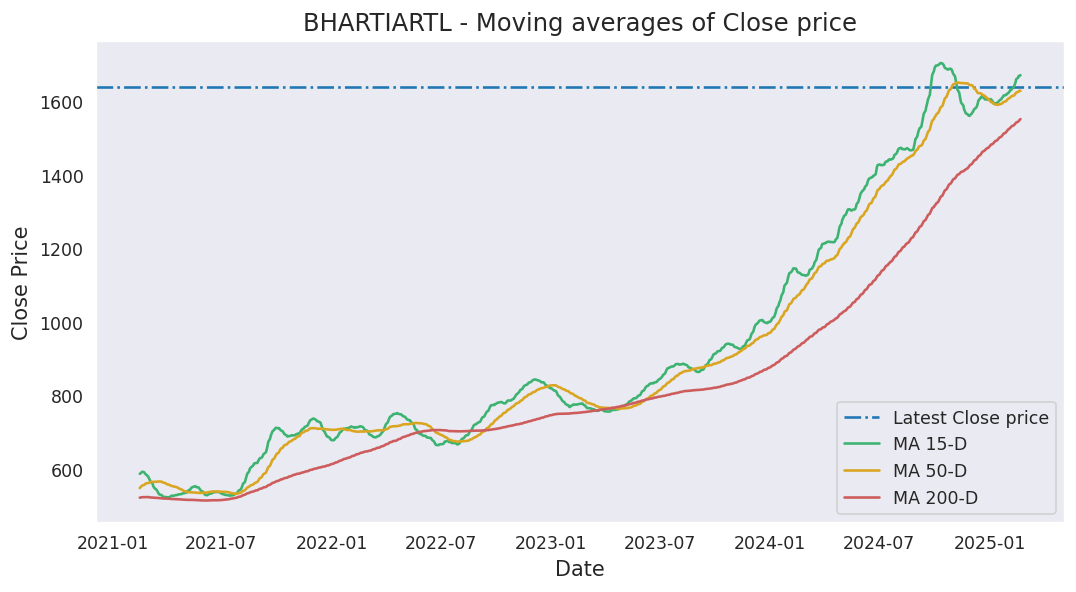 BHARTIARTL - Moving averages of Close price
Close Price
1600
1400
1200
1000
800
600
Latest Close price
MA 15-D
MA 50-D
MA 200-D
2021-01
2021-07
2022-01
2022-07
2023-01
2023-07
2024-01
2024-07
2025-01
Date